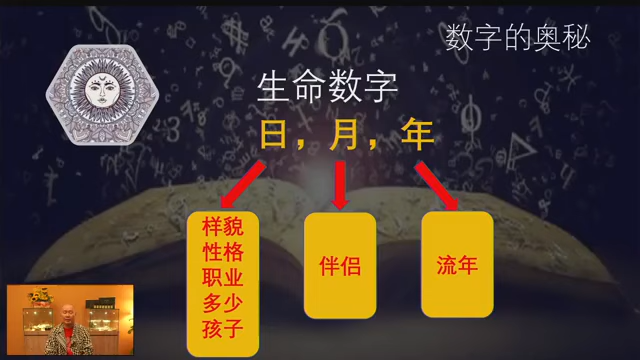 数字的奥秘
生命数字
日，月，年
样貌
性格
职业
多少
孩子
伴侣
流年